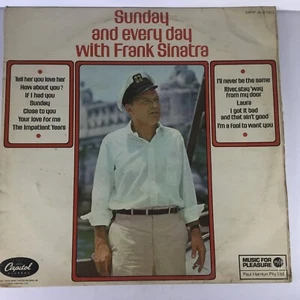 Sunday
and every day
with Frank Sinatra
Tell her you love her
How about you?
If I had you
Sunday
Close to you
Your love for me
The Impatient Years
I'll never be the same
River, stay 'way
from my door
Laura
I got it bad
and that ain't good
I'm a fool to want you
Capitol
MUSIC FOR
PLEASURE
Paul Hamlyn Pty Ltd